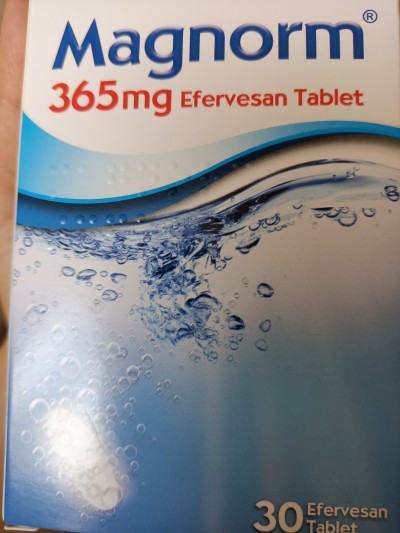 Magnorm®
365mg Efervesan Tablet
30 Efervesan
Tablet